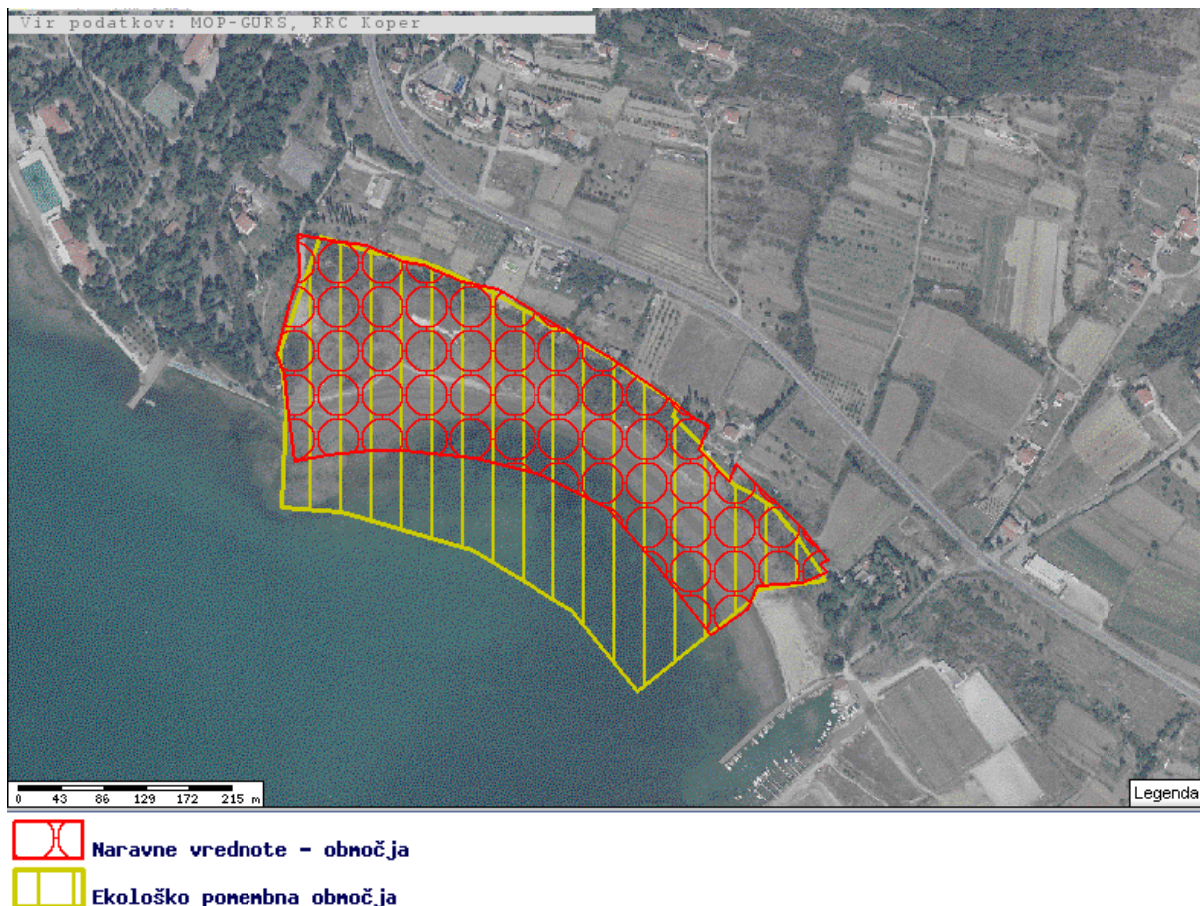 Vir podatkov: MOP-GURS, RRC Koper
0 43 86 129 172 215 m
Legenda
Naravne vrednote - območja
Ekološko pomembna območja